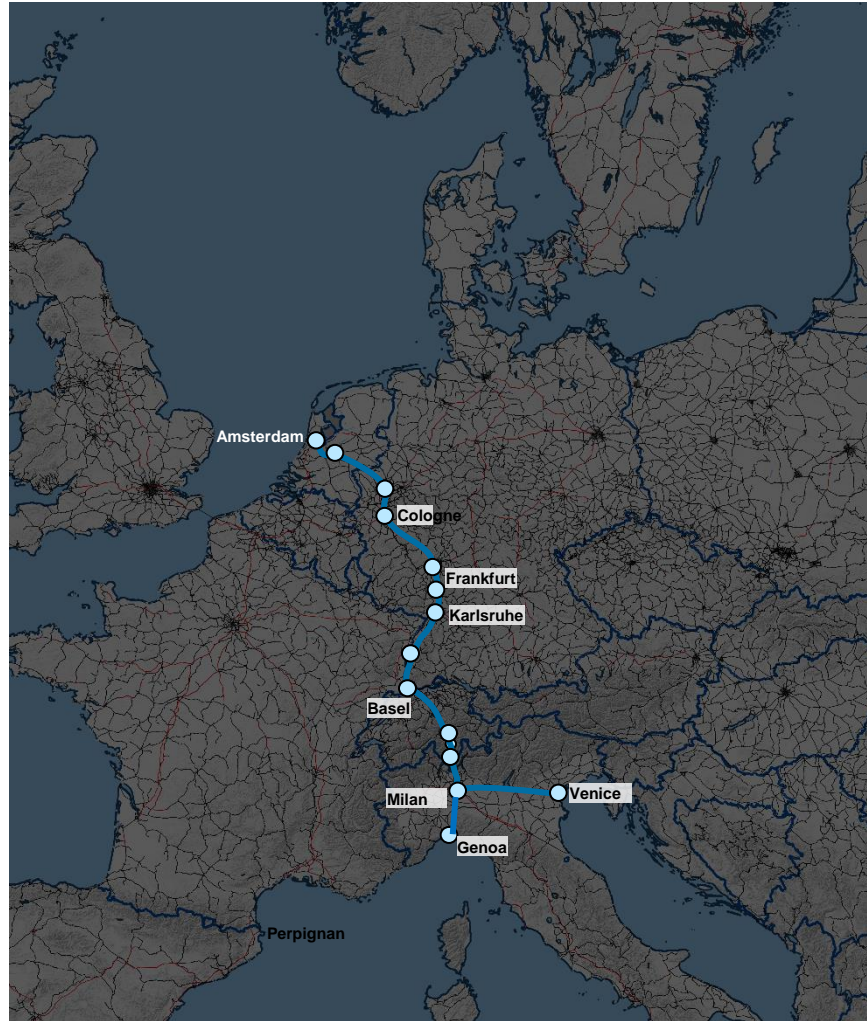 Amsterdam
Cologne
Frankfurt
Karlsruhe
Basel
Milan
Venice
Genoa
Perpignan